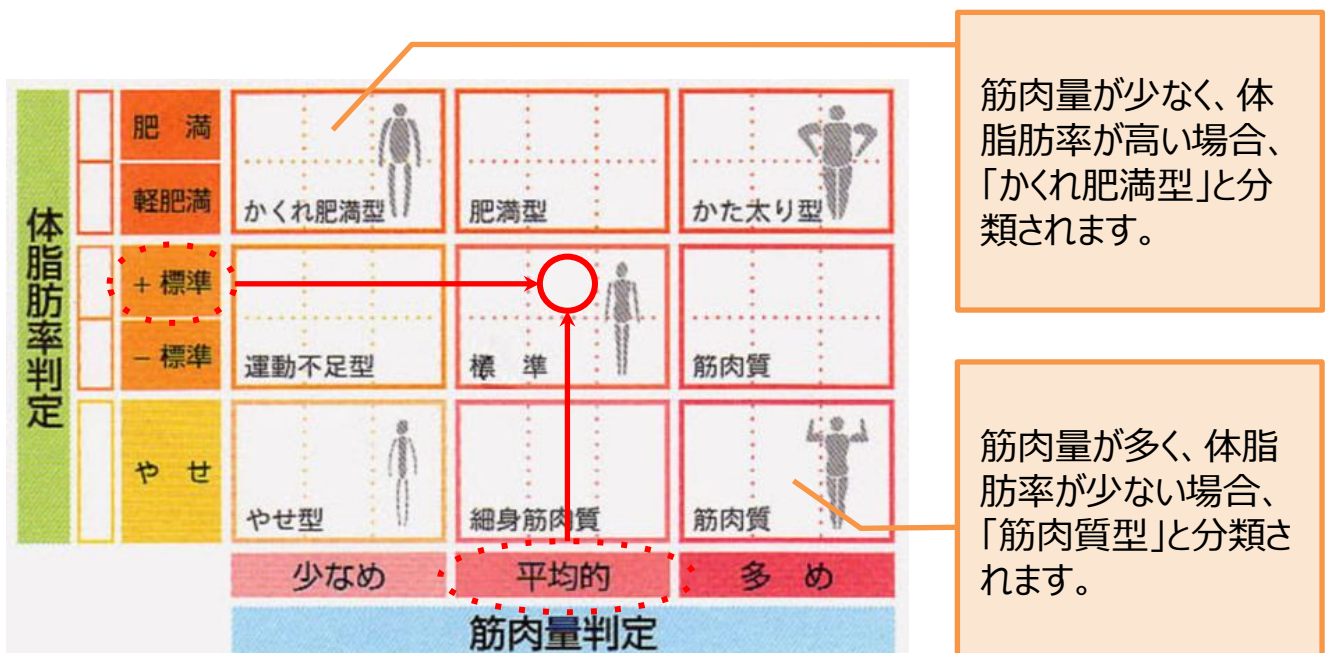 筋肉量が少なく、体
脂肪率が高い場合、
「かくれ肥満型」と分
類されます。
体脂肪率判定
肥 満
かくれ肥満型
肥満型
かた太り型
軽肥満
+ 標準
- 標準
運動不足型
標 準
筋肉質
やせ
やせ型
細身筋肉質
筋肉質
筋肉量が多く、体脂
肪率が少ない場合、
「筋肉質型」と分類さ
れます。
少なめ
平均的
多 め
筋肉量判定